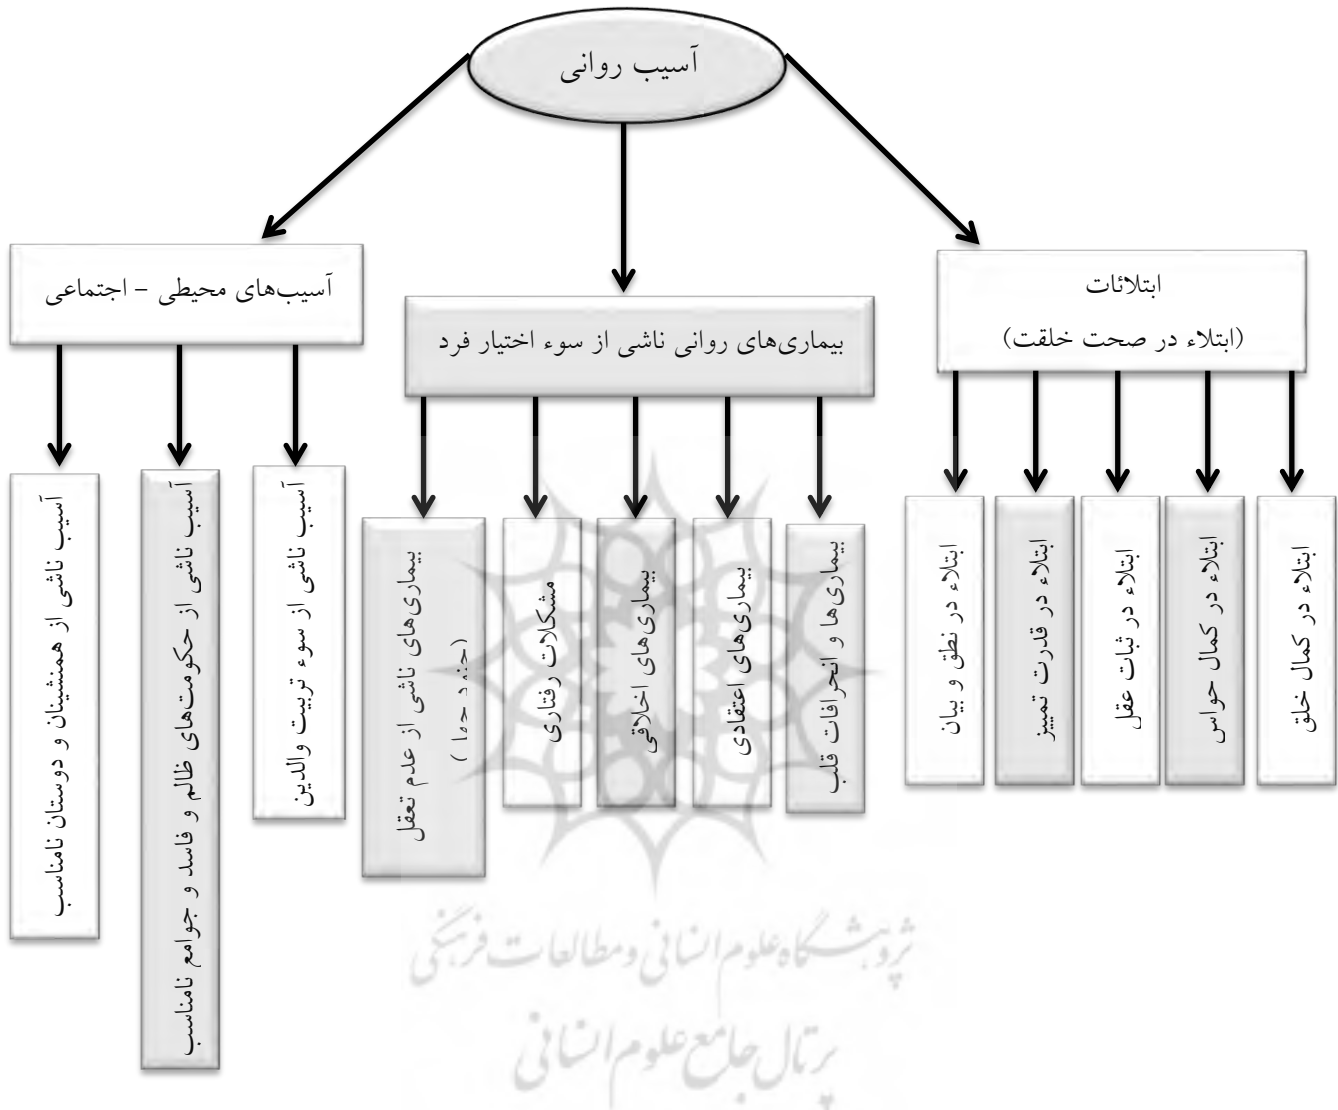 آسیب روانی
ابتلائات
(ابتلاء در صحت خلقت)
ابتلاء در کمال خلق
ابتلاء در کمال حواس
ابتلاء در ثبات عقل
ابتلاء در قدرت تمییز
ابتلاء در نطق و بیان
بیماری‌های روانی ناشی از سوء اختیار فرد
بیماری‌ها و انحرافات قلب
بیماری‌های اعتقادی
بیماری‌های اخلاقی
مشکلات رفتاری
بیماری‌های ناشی از عدم تعقل
آسیب‌های محیطی – اجتماعی
آسیب ناشی از سوء تربیت والدین
آسیب ناشی از حکومت‌های ظالم و فاسد و جوامع نامناسب
آسیب ناشی از همنشینان و دوستان نامناسب
پژوهشگاه علوم انسانی و مطالعات فرهنگی
پرتال جامع علوم انسانی